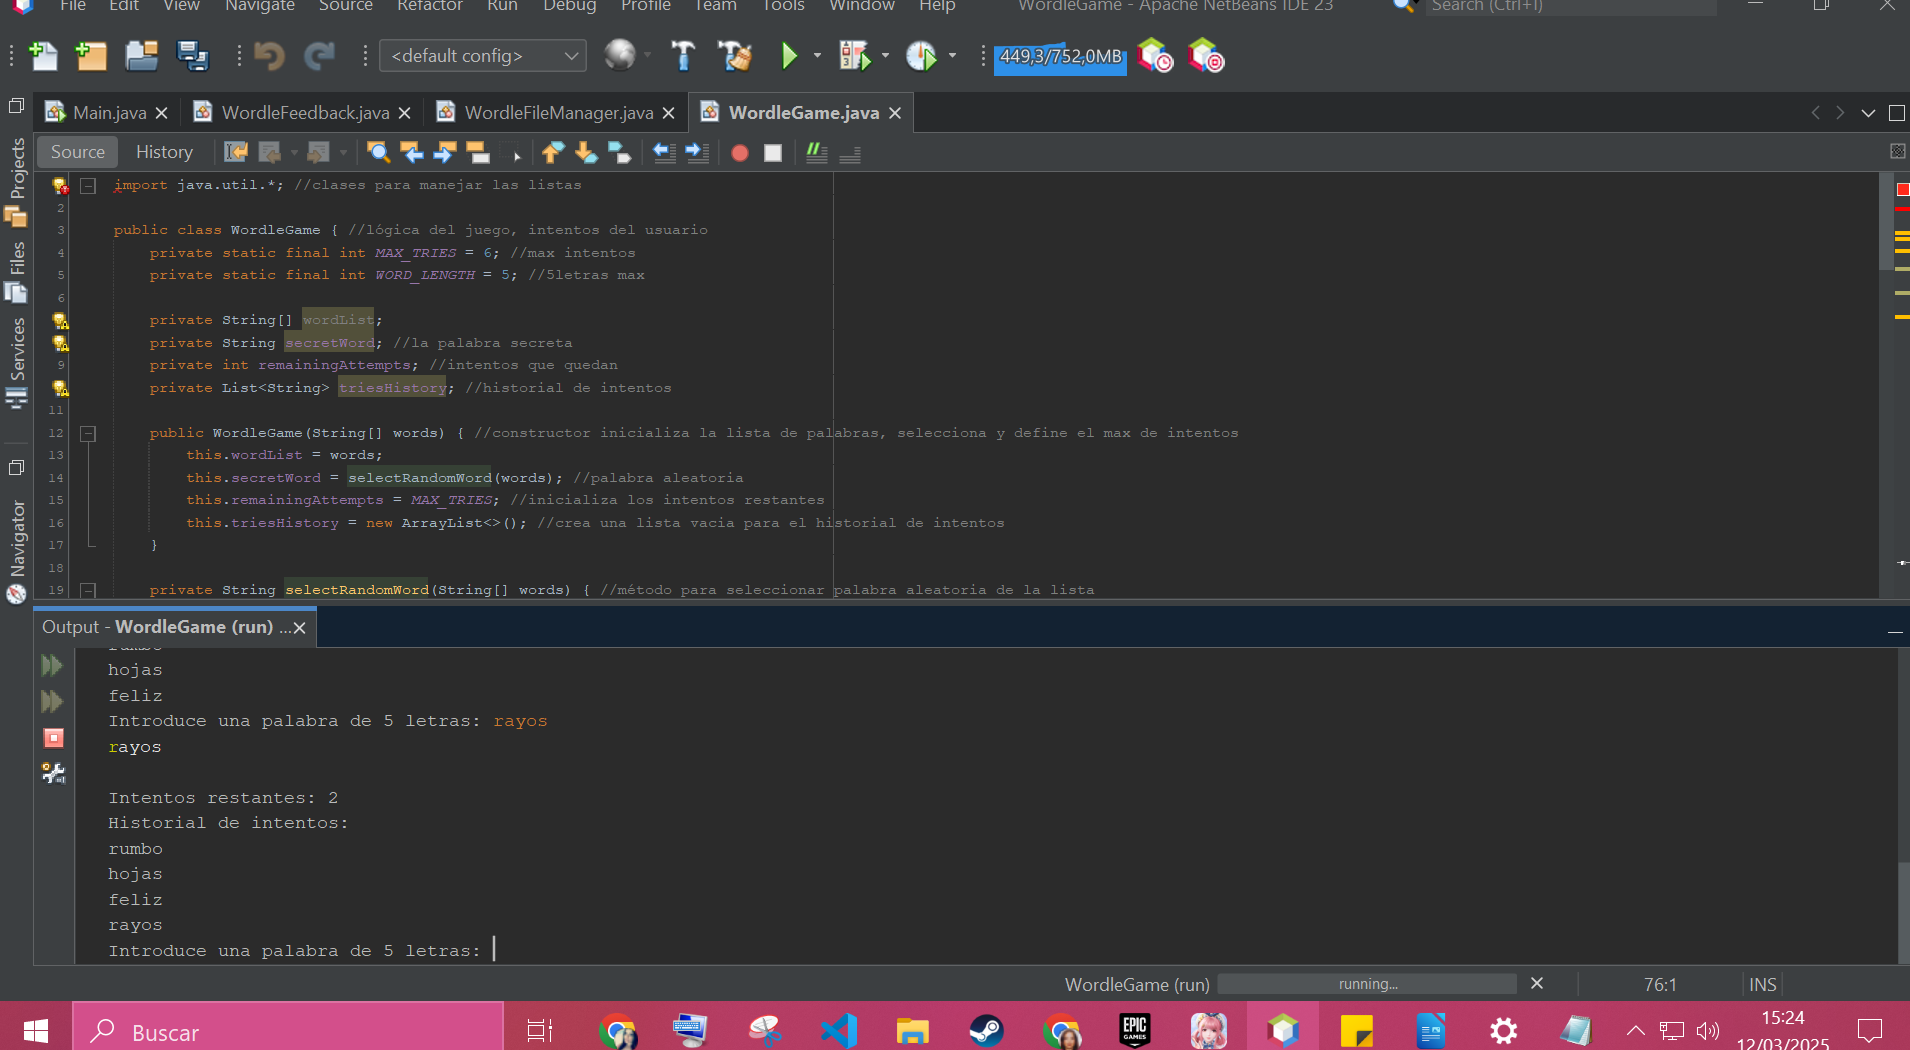 File Edit View Navigate Source Refactor Run Debug Profile Team Tools Window Help WordleGame - Apache NetBeans IDE 23 Search (Ctrl+I)
<default config> 449,3/752,0MB
Main.java WordleFeedback.java WordleFileManager.java WordleGame.java
Source History
Projects
Files
Services
Navigator
import java.util.*; //clases para manejar las listas
2
3 public class WordleGame { //lógica del juego, intentos del usuario
4 private static final int MAX_TRIES = 6; //max intentos
5 private static final int WORD_LENGTH = 5; //5letras max
6
private String[] wordList;
private String secretWord; //la palabra secreta
9 private int remainingAttempts; //intentos que quedan
private List<String> triesHistory; //historial de intentos
11
12 public WordleGame(String[] words) { //constructor inicializa la lista de palabras, selecciona y define el max de intentos
13 this.wordList = words;
14 this.secretWord = selectRandomWord(words); //palabra aleatoria
15 this.remainingAttempts = MAX_TRIES; //inicializa los intentos restantes
16 this.triesHistory = new ArrayList<>(); //crea una lista vacia para el historial de intentos
17 }
18
19 private String selectRandomWord(String[] words) { //método para seleccionar palabra aleatoria de la lista
Output - WordleGame (run) ...
rumbo
hojas
feliz
Introduce una palabra de 5 letras: rayos
rayos
Intentos restantes: 2
Historial de intentos:
rumbo
hojas
feliz
rayos
Introduce una palabra de 5 letras:
WordleGame (run) running... 76:1 INS
Buscar
EPIC GAMES
15:24
12/03/2025